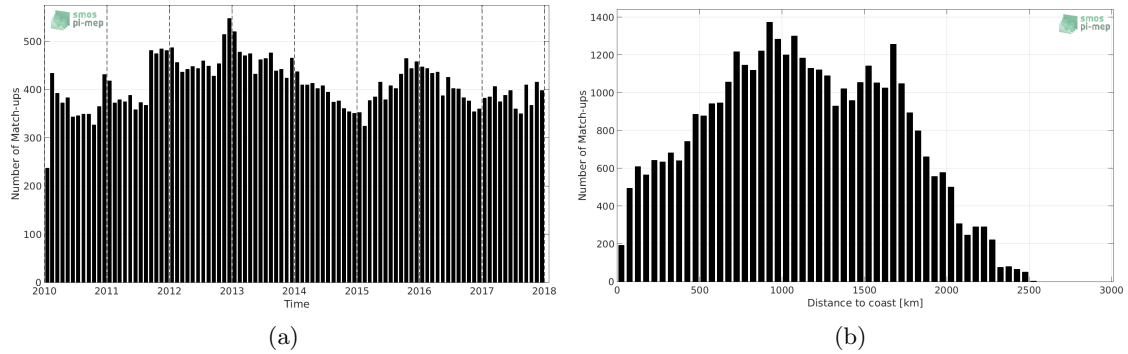 smos
pi-mep
500
400
300
200
100
0
Number of Match-ups
2010 2011 2012 2013 2014 2015 2016 2017 2018
Time
(a)
smos
pi-mep
1400
1200
1000
800
600
400
200
0
Number of Match-ups
0 500 1000 1500 2000 2500 3000
Distance to coast [km]
(b)